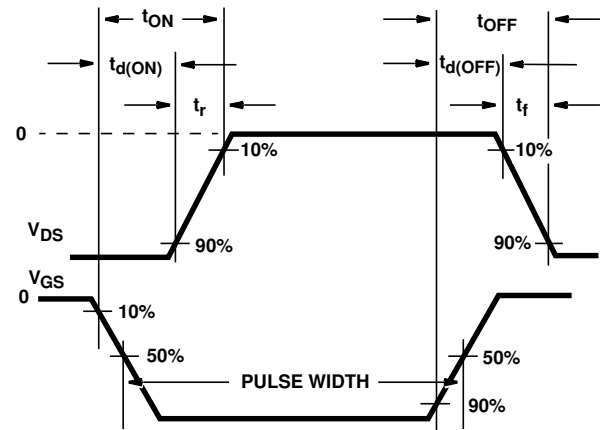 tON
tOFF
td(ON)
td(OFF)
tr
tf
0
10%
10%
VDS
90%
90%
VGS
0
10%
50%
50%
PULSE WIDTH
90%